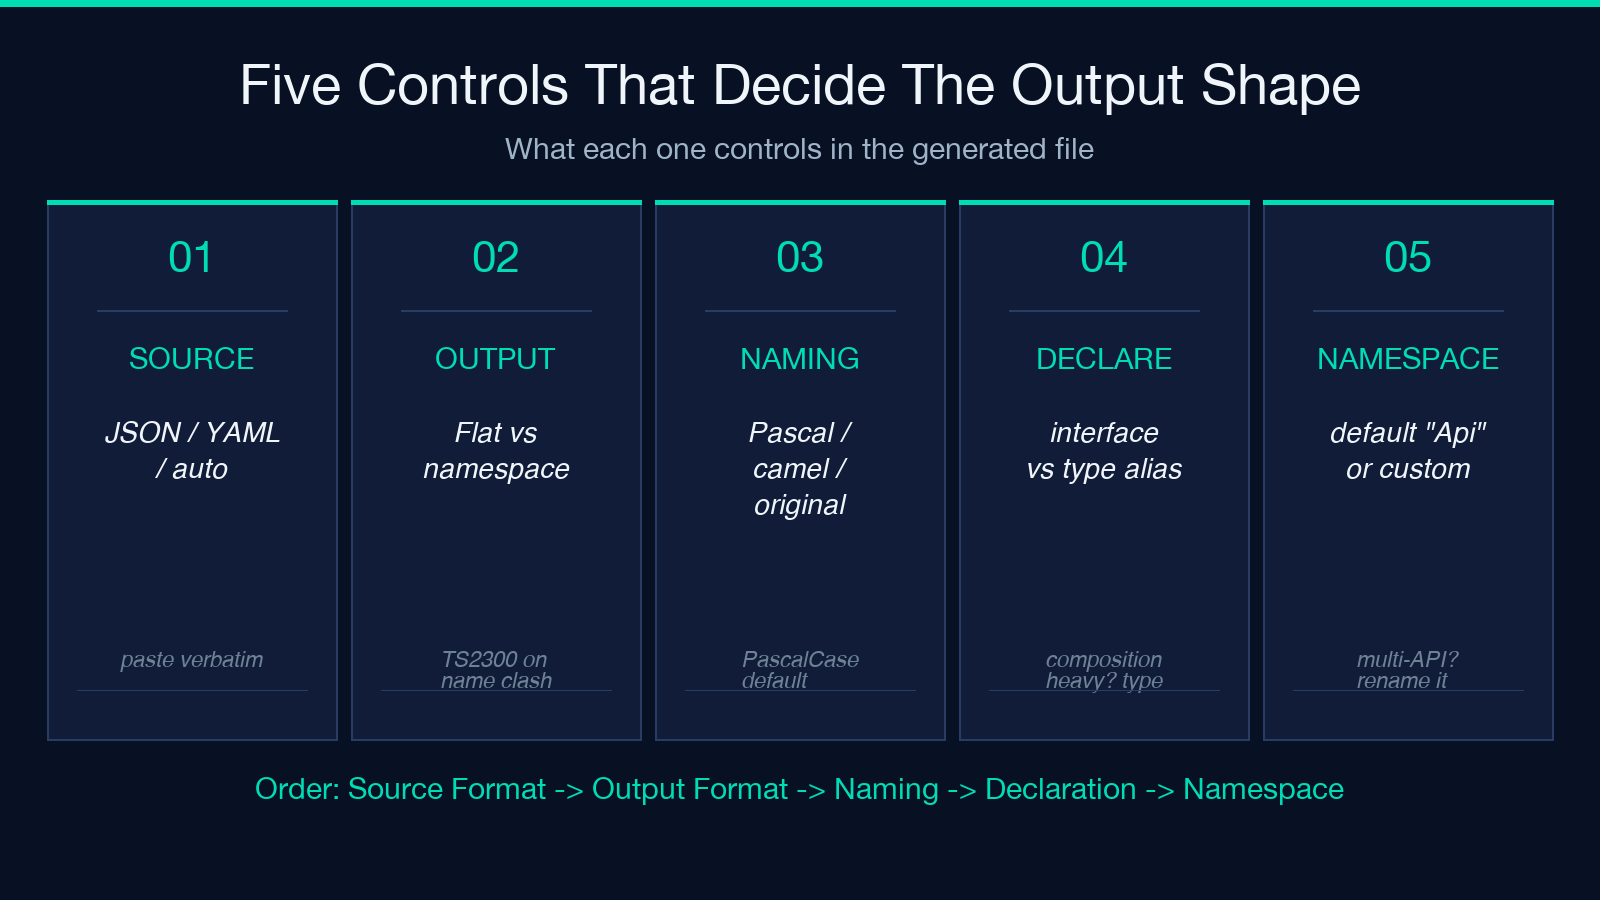 Five Controls That Decide The Output Shape
What each one controls in the generated file
01
SOURCE
JSON / YAML
/ auto
paste verbatim
02
OUTPUT
Flat vs
namespace
TS2300 on
name clash
03
NAMING
Pascal /
camel /
original
PascalCase
default
04
DECLARE
interface
vs type alias
composition
heavy? type
05
NAMESPACE
default "Api"
or custom
multi-API?
rename it
Order: Source Format -> Output Format -> Naming -> Declaration -> Namespace